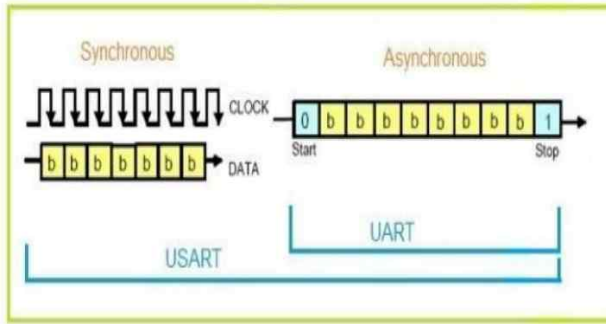 Synchronous
Asynchronous
CLOCK
0 b b b b b b b b 1
Start
Stop
b b b b b b b
DATA
UART
USART